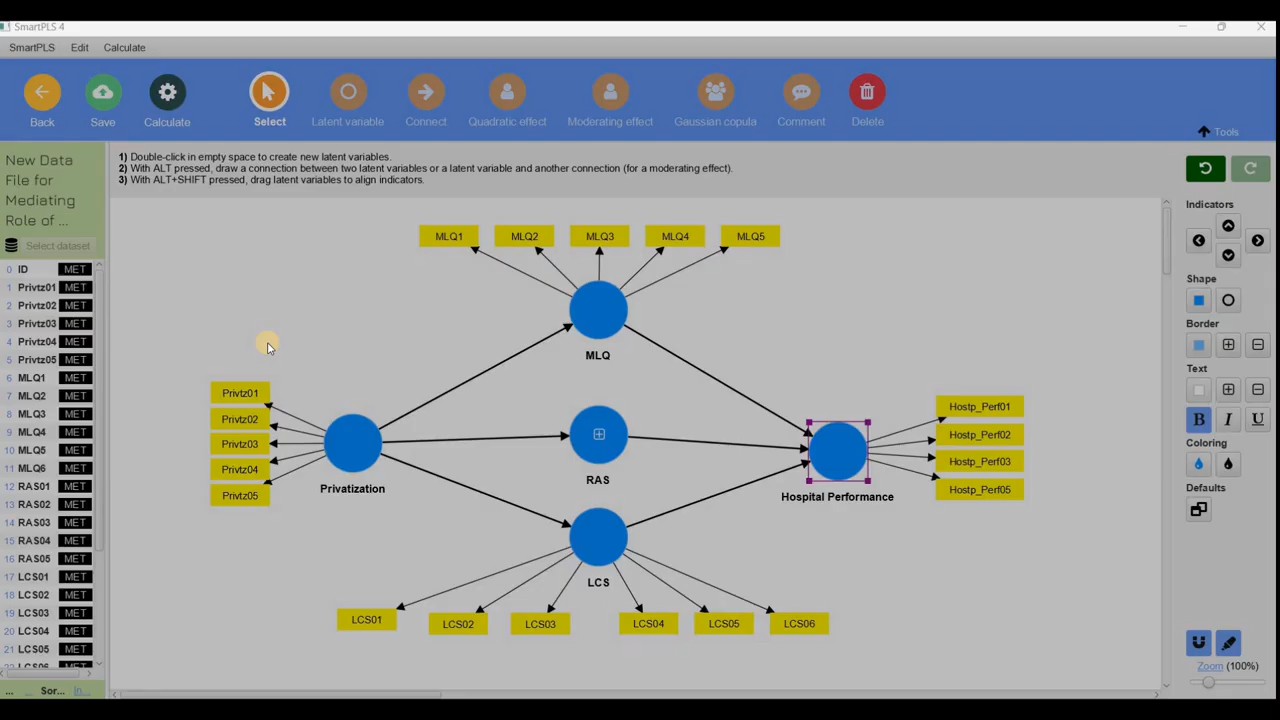 SmartPLS 4
SmartPLS Edit Calculate
Back Save Calculate Select Latent variable Connect Quadratic effect Moderating effect Gaussian copula Comment Delete
Tools
1) Double-click in empty space to create new latent variables.
2) With ALT pressed, draw a connection between two latent variables or a latent variable and another connection (for a moderating effect).
3) With ALT+SHIFT pressed, drag latent variables to align indicators.
New Data
File for
Mediating
Role of ...
Select dataset
0 ID MET
1 Privtz01 MET
2 Privtz02 MET
3 Privtz03 MET
4 Privtz04 MET
5 Privtz05 MET
6 MLQ1 MET
7 MLQ2 MET
8 MLQ3 MET
9 MLQ4 MET
10 MLQ5 MET
11 MLQ6 MET
12 RAS01 MET
13 RAS02 MET
14 RAS03 MET
15 RAS04 MET
16 RAS05 MET
17 LCS01 MET
18 LCS02 MET
19 LCS03 MET
20 LCS04 MET
21 LCS05 MET
22 LCS06 MET
... ... Sor... In...
MLQ1 MLQ2 MLQ3 MLQ4 MLQ5
MLQ
Privtz01
Privtz02
Privtz03
Privtz04
Privtz05
Privatization
RAS
Hostp_Perf01
Hostp_Perf02
Hostp_Perf03
Hostp_Perf05
Hospital Performance
LCS
LCS01 LCS02 LCS03 LCS04 LCS05 LCS06
Indicators
Shape
Border
Text
B I U
Coloring
Defaults
Zoom (100%)